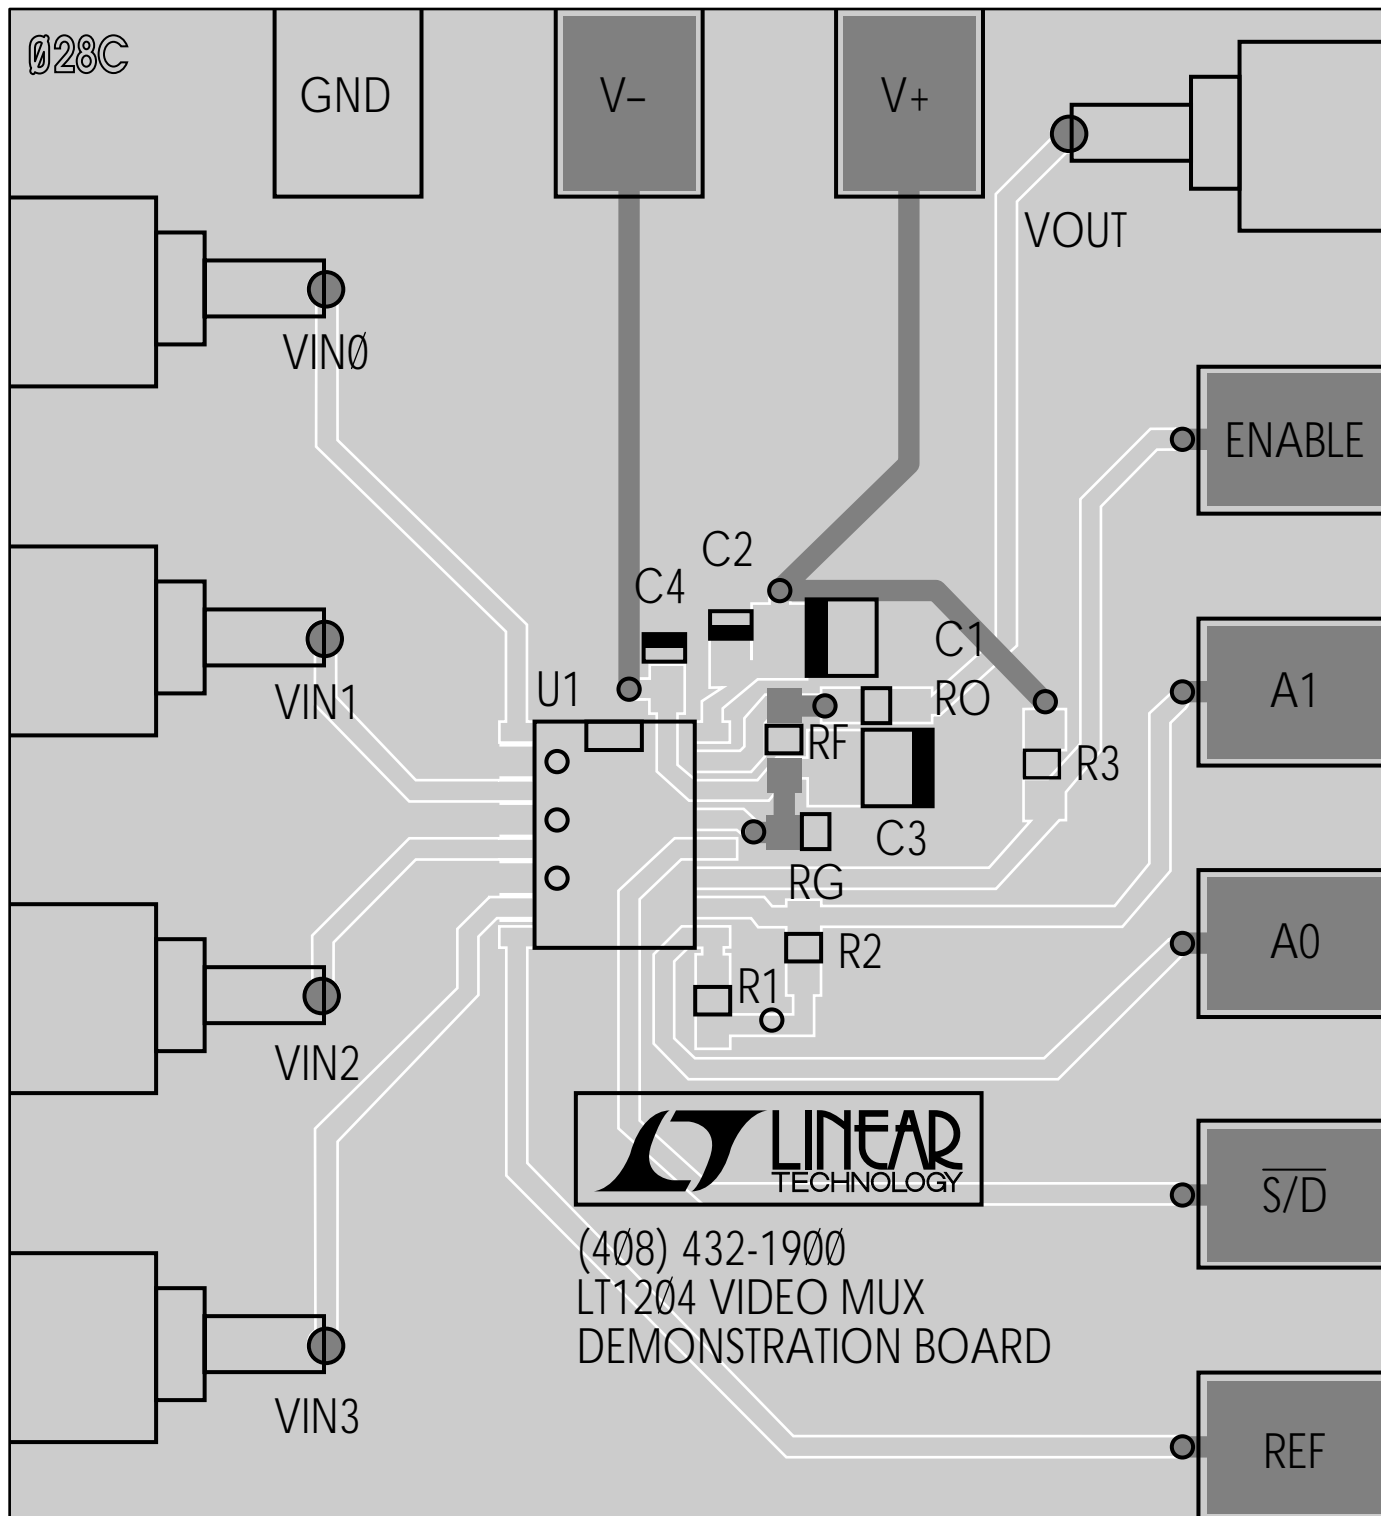 Ø28C
GND
V–
V+
VOUT
VINØ
ENABLE
C2
C4
C1
A1
U1
RO
VIN1
RF
R3
C3
RG
A0
R2
R1
VIN2
LINEAR
TECHNOLOGY
S/D
(4Ø8) 432-19ØØ
LT12Ø4 VIDEO MUX
DEMONSTRATION BOARD
VIN3
REF